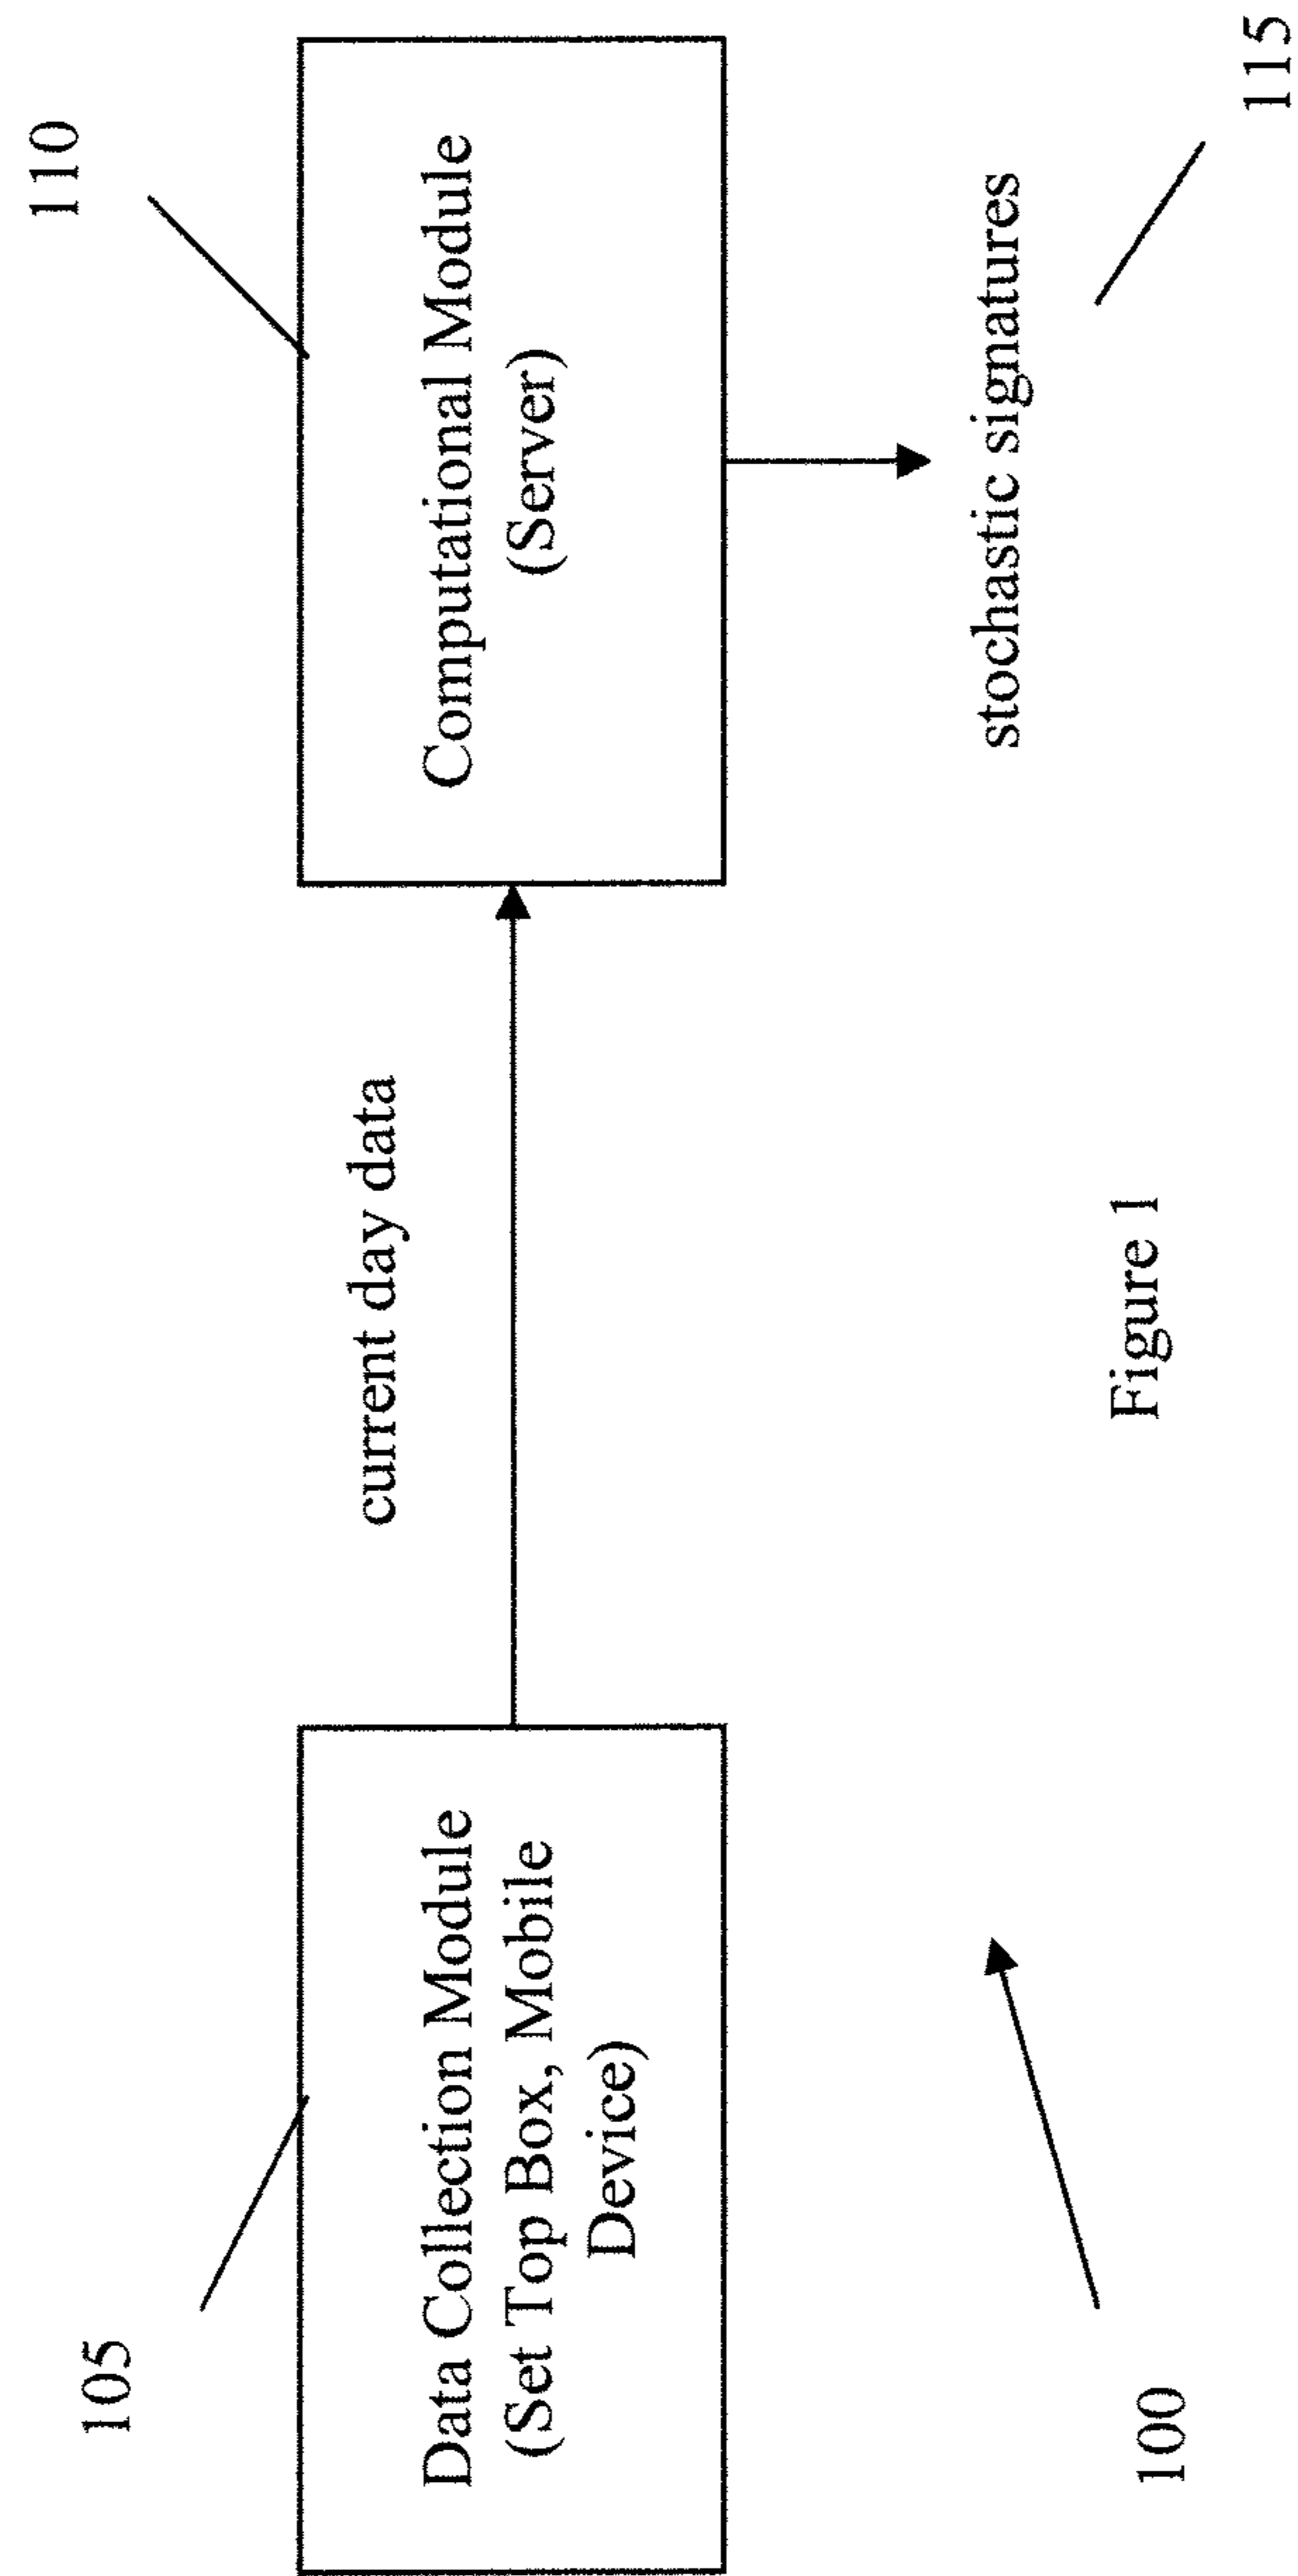 110
105
current day data
Data Collection Module
(Set Top Box, Mobile
Device)
Computational Module
(Server)
stochastic signatures
115
100
Figure 1